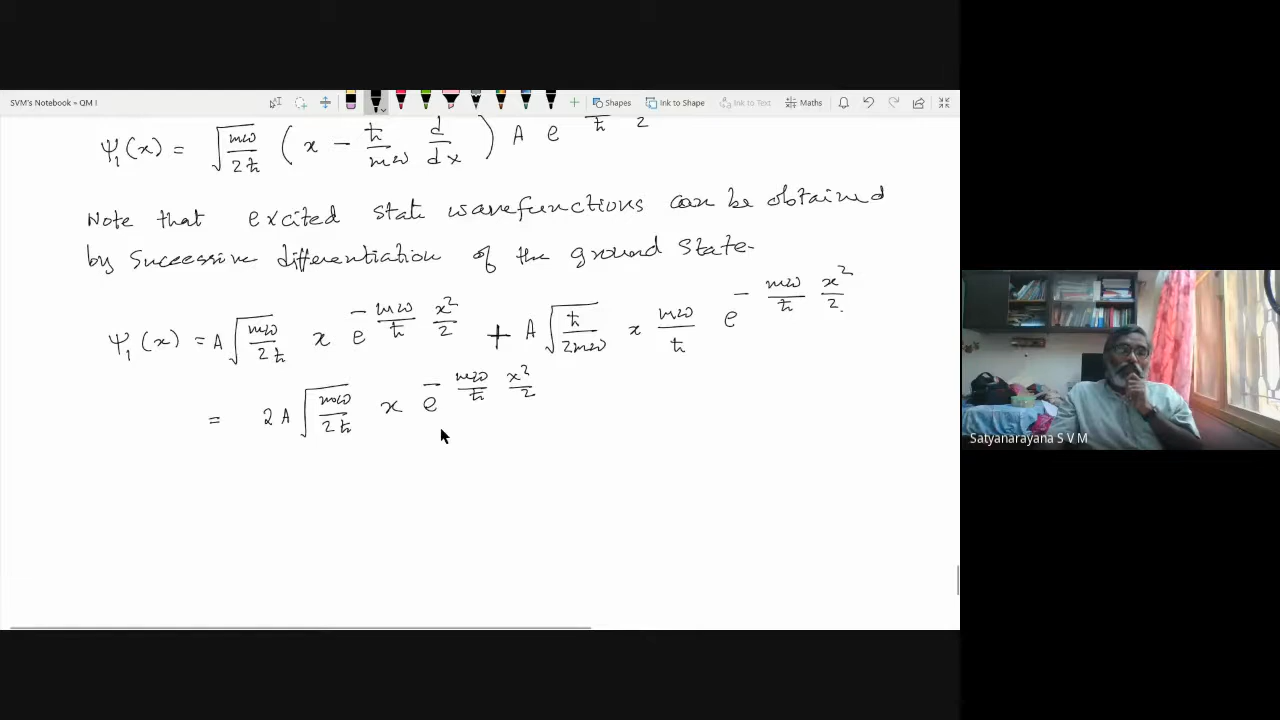 SVM's Notebook » QM I
Shapes Ink to Shape Ink to Text Maths
ψ₁(x) = √(mω/2ħ) (x − ħ/mω d/dx) A e ħ 2
Note that excited state wavefunctions can be obtained
by successive differentiation of the ground state.
ψ₁(x) = A √(mω/2ħ) x e^(− mω/ħ x²/2) + A √(ħ/2mω) x mω/ħ e^(− mω/ħ x²/2)
= 2A √(mω/2ħ) x e^(− mω/ħ x²/2)
Satyanarayana S V M